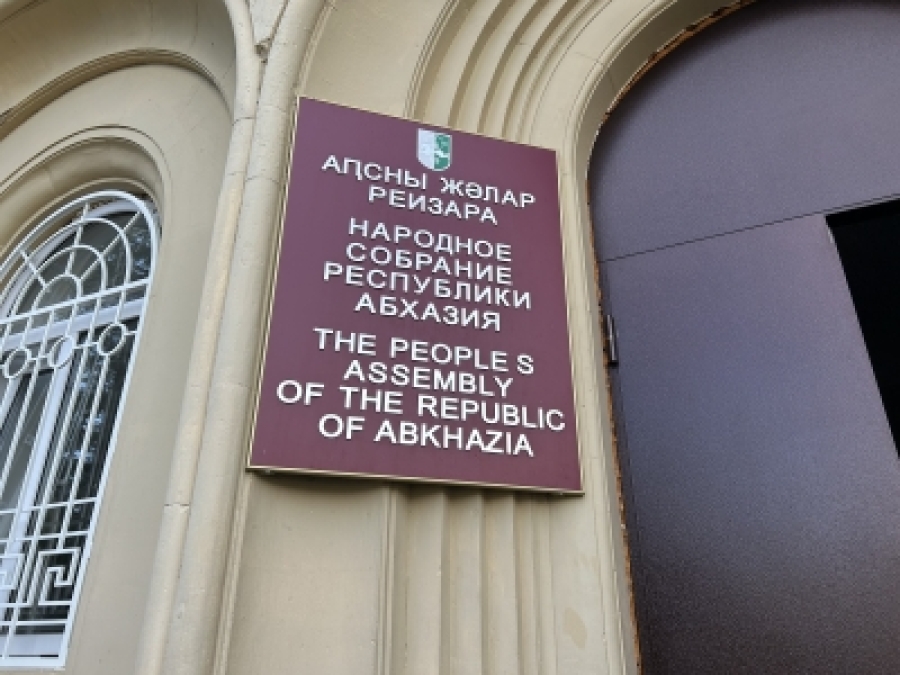 АԤСНЫ ЖӘЛАР
РЕИЗАРА
НАРОДНОЕ
СОБРАНИЕ
РЕСПУБЛИКИ
АБХАЗИЯ
THE PEOPLE S
ASSEMBLY
OF THE REPUBLIC
OF ABKHAZIA